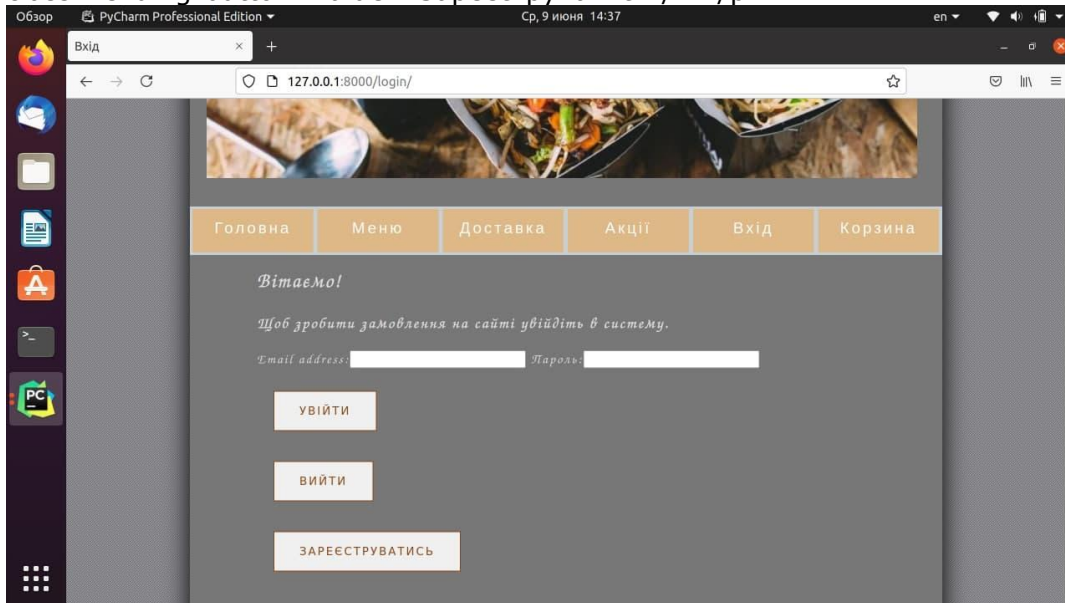 Обзор PyCharm Professional Edition Ср, 9 июня 14:37 en
Вхід
127.0.0.1:8000/login/
Головна Меню Доставка Акції Вхід Корзина
Вітаємо!
Щоб зробити замовлення на сайті увійдіть в систему.
Email address: Пароль:
УВІЙТИ
ВИЙТИ
ЗАРЕЄСТРУВАТИСЬ